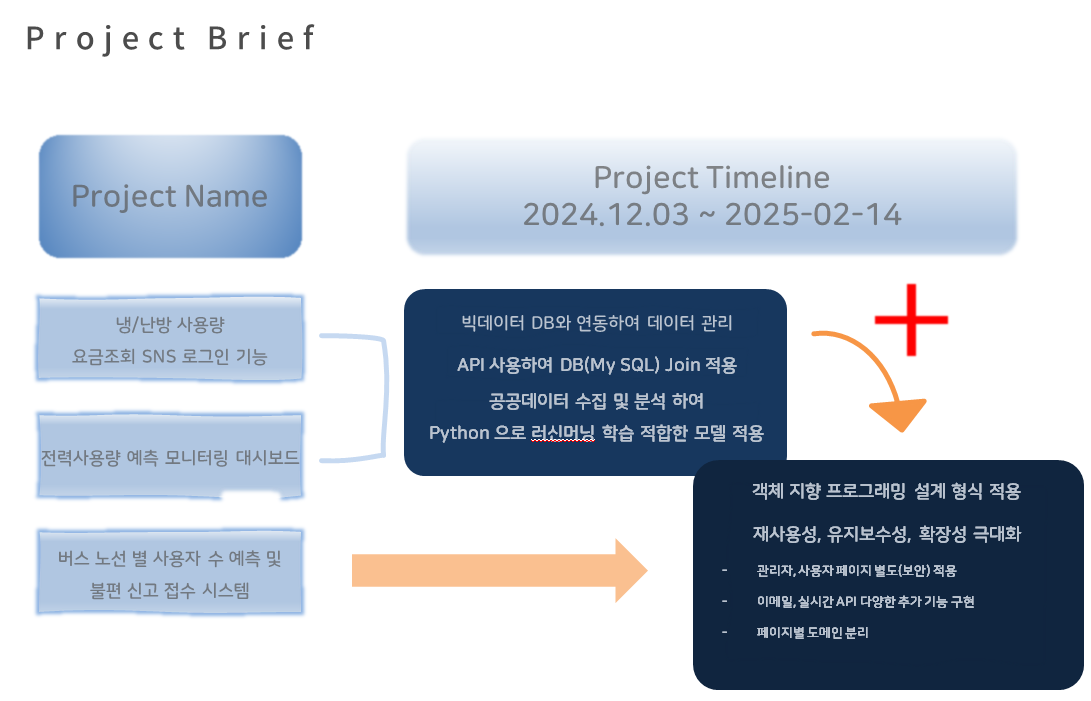 Project Brief
Project Name
Project Timeline
2024.12.03 ~ 2025-02-14
냉/난방 사용량
요금조회 SNS 로그인 기능
전력사용량 예측 모터링 대시보드
버스 노선 별 사용자 수 예측 및
불편 신고 접수 시스템
빅데이터 DB와 연동하여 데이터 관리
API 사용하여 DB(My SQL) Join 적용
공공데이터 수집 및 분석 하여
Python 으로 러신머닝 학습 적합한 모델 적용
객체 지향 프로그래밍 설계 형식 적용
재사용성, 유지보수성, 확장성 극대화
- 관리자, 사용자 페이지 별도(보안) 적용
- 이메일, 실시간 API 다양한 추가 기능 구현
- 페이지별 도메인 분리